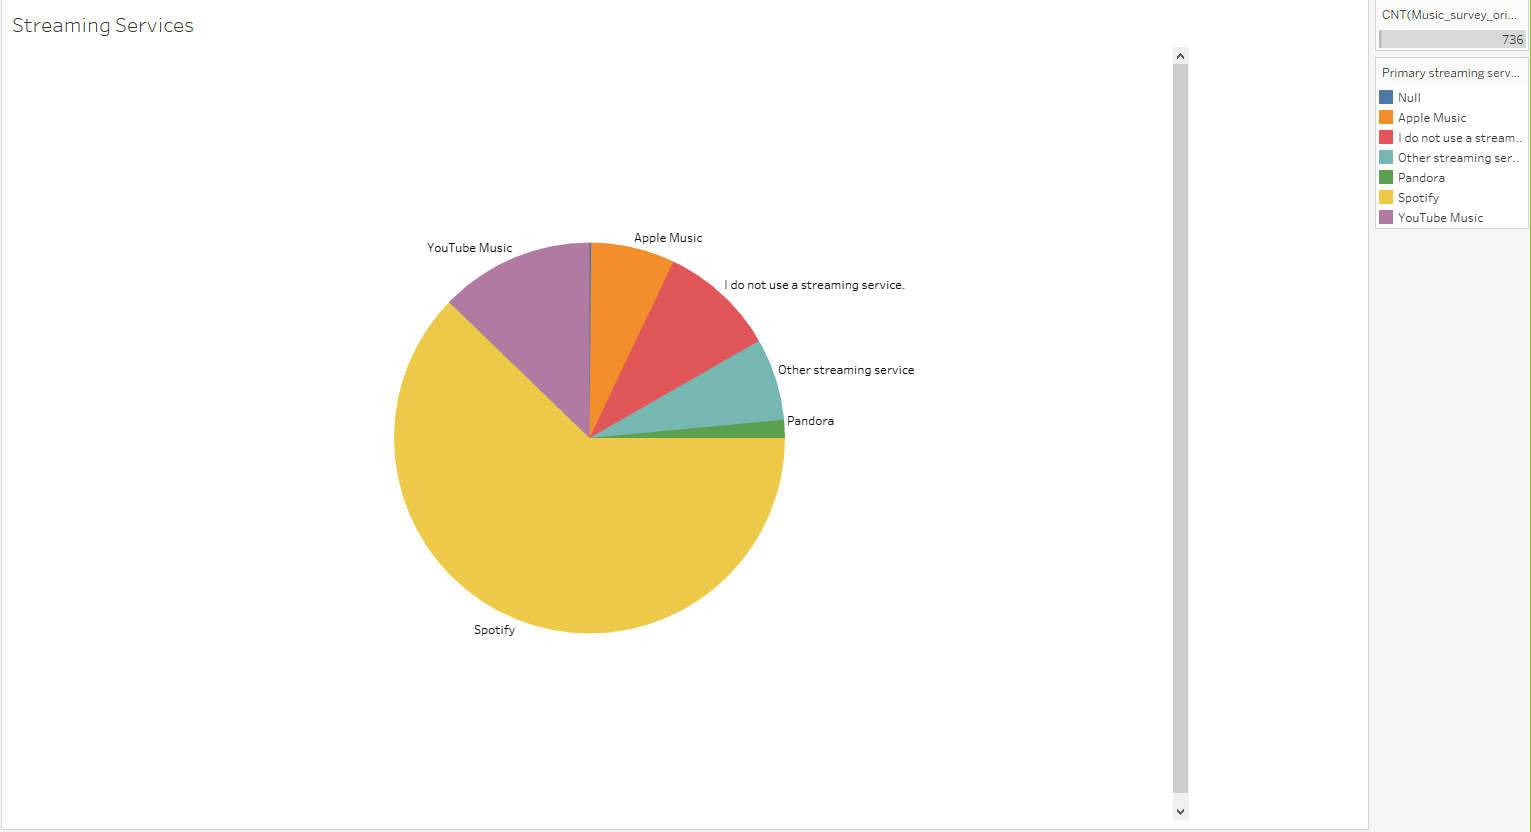 Streaming Services
YouTube Music
Apple Music
I do not use a streaming service.
Other streaming service
Pandora
Spotify
CNT(Music_survey_ori...
736
Primary streaming serv...
Null
Apple Music
I do not use a stream..
Other streaming ser..
Pandora
Spotify
YouTube Music